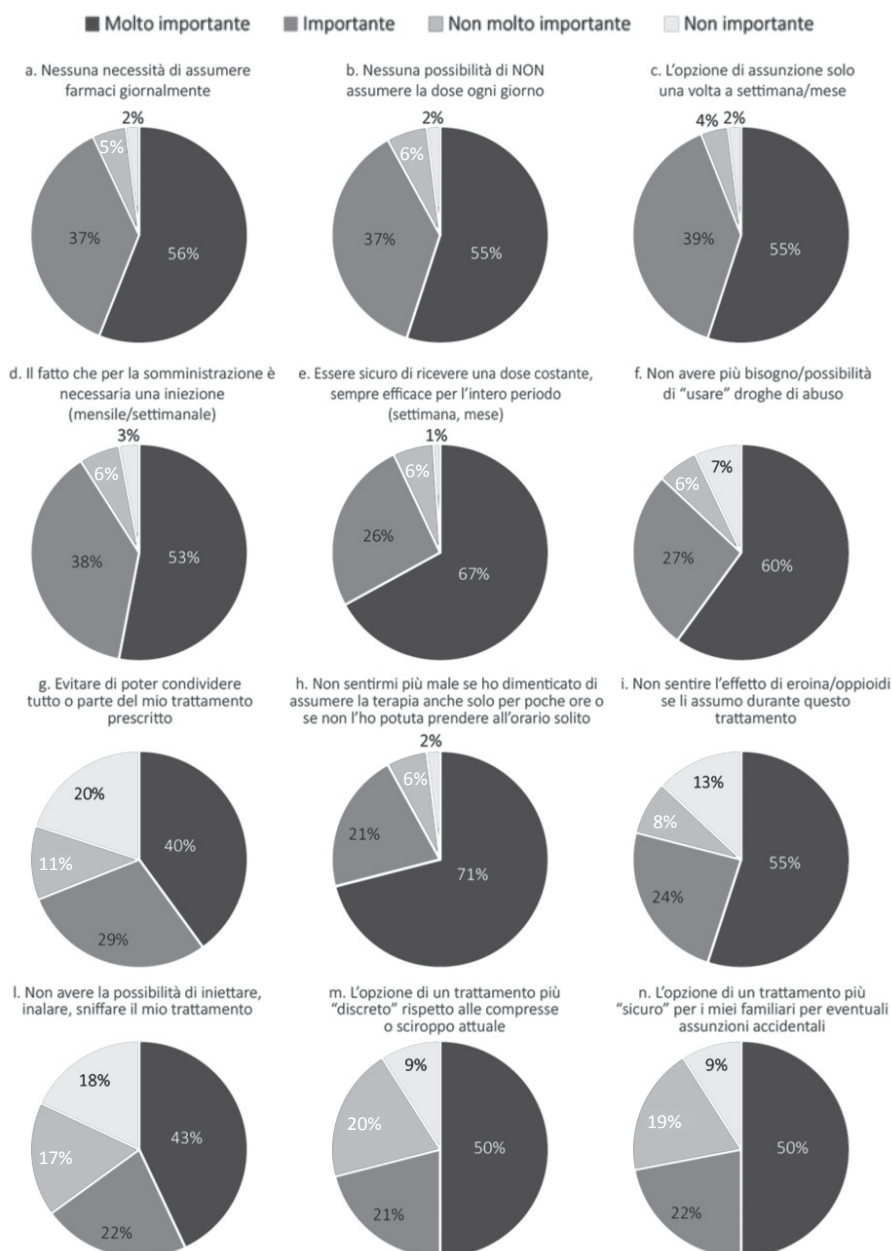 Molto importante Importante Non molto importante Non importante
a. Nessuna necessità di assumere
farmaci giornalmente
2%
5%
37%
56%
b. Nessuna possibilità di NON
assumere la dose ogni giorno
2%
6%
37%
55%
c. L'opzione di assunzione solo
una volta a settimana/mese
4% 2%
39%
55%
d. Il fatto che per la somministrazione è
necessaria una iniezione
(mensile/settimanale)
3%
6%
38%
53%
e. Essere sicuro di ricevere una dose costante,
sempre efficace per l'intero periodo
(settimana, mese)
1%
6%
26%
67%
f. Non avere più bisogno/possibilità
di "usare" droghe di abuso
7%
6%
27%
60%
g. Evitare di poter condividere
tutto o parte del mio trattamento
prescritto
20%
40%
11%
29%
h. Non sentirmi più male se ho dimenticato di
assumere la terapia anche solo per poche ore o
se non l'ho potuta prendere all'orario solito
2%
6%
21%
71%
i. Non sentire l'effetto di eroina/oppioidi
se li assumo durante questo
trattamento
13%
8%
55%
24%
l. Non avere la possibilità di iniettare,
inalare, sniffare il mio trattamento
18%
43%
17%
22%
m. L'opzione di un trattamento più
"discreto" rispetto alle compresse
o sciroppo attuale
9%
20%
50%
21%
n. L'opzione di un trattamento più
"sicuro" per i miei familiari per eventuali
assunzioni accidentali
9%
19%
50%
22%